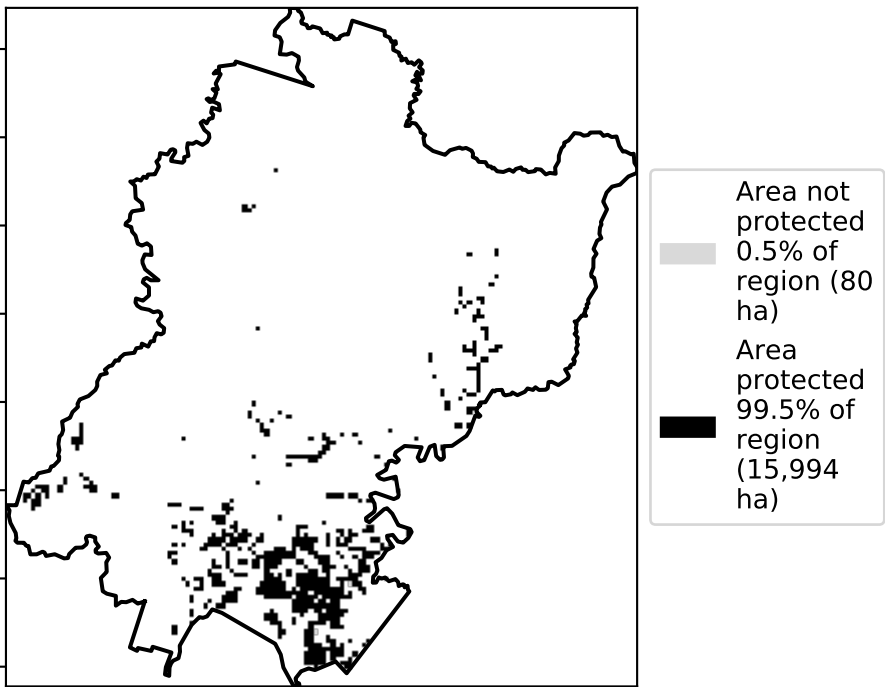 Area not
protected
0.5% of
region (80
ha)
Area
protected
99.5% of
region
(15,994
ha)